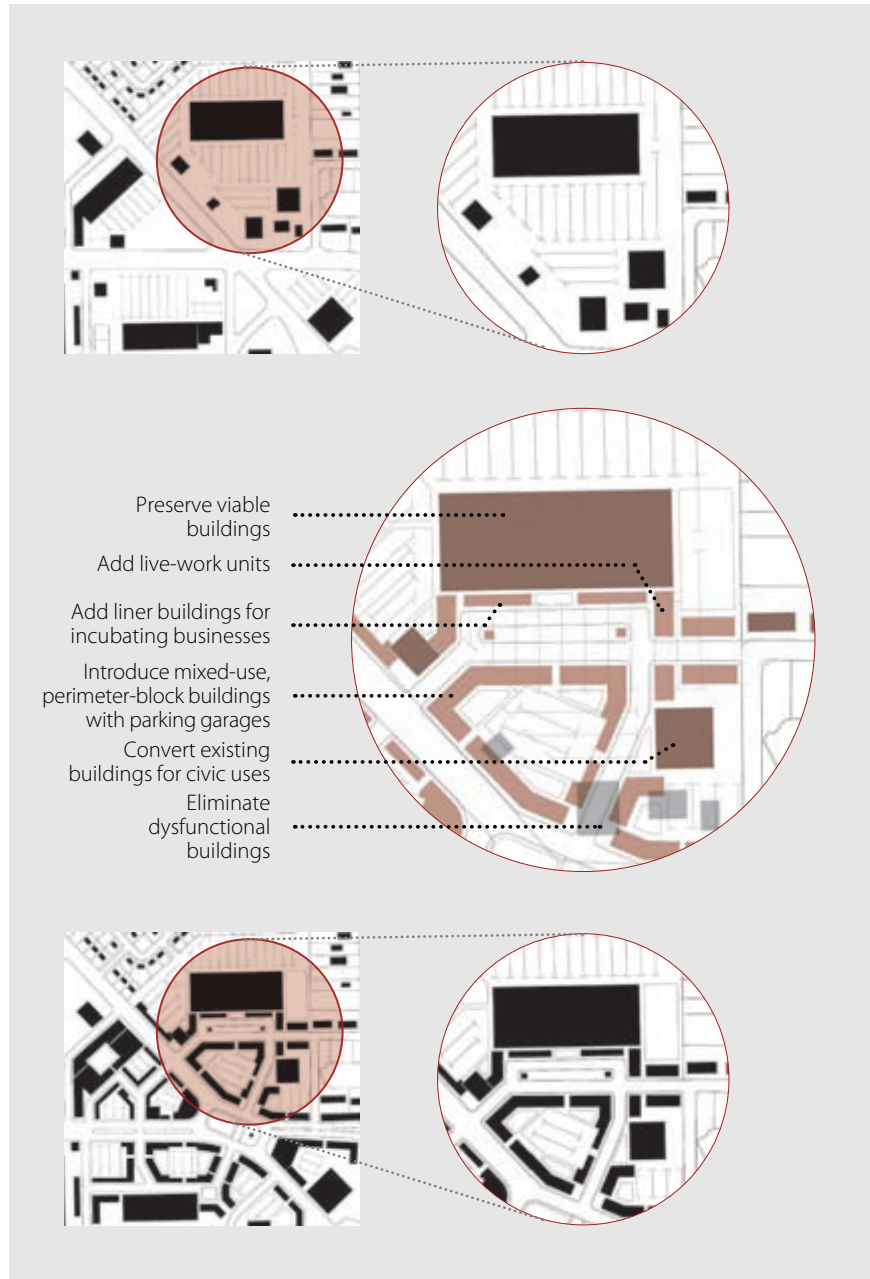 Preserve viable
buildings
Add live-work units
Add liner buildings for
incubating businesses
Introduce mixed-use,
perimeter-block buildings
with parking garages
Convert existing
buildings for civic uses
Eliminate
dysfunctional
buildings